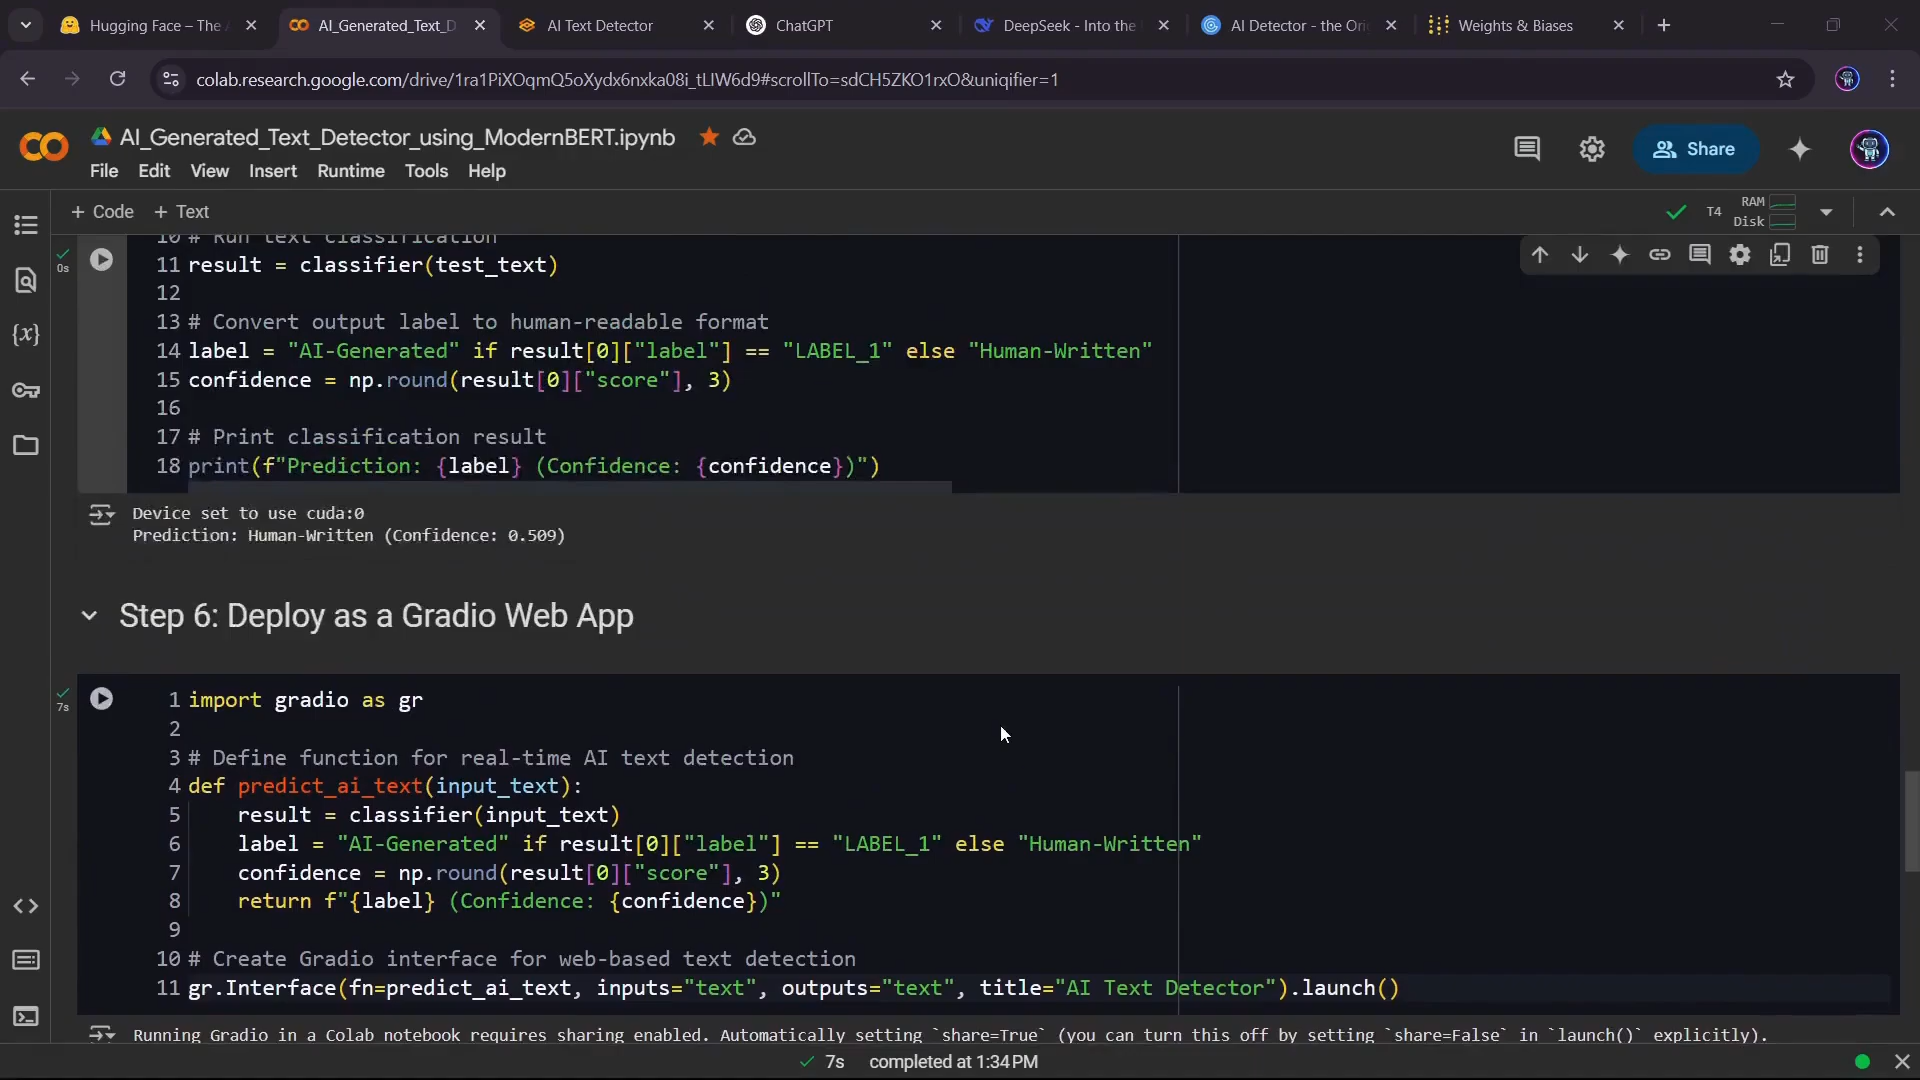 Hugging Face – The
AI_Generated_Text_D
AI Text Detector
ChatGPT
DeepSeek - Into the
AI Detector - the Ori
Weights & Biases
colab.research.google.com/drive/1ra1PiXOqmQ5oXydx6nxka08i_tLIW6d9#scrollTo=sdCH5ZKO1rxO&uniqifier=1
CO
AI_Generated_Text_Detector_using_ModernBERT.ipynb
Share
File Edit View Insert Runtime Tools Help
+ Code + Text
T4
RAM
Disk
0s
10 # Run text classification
11 result = classifier(test_text)
12
13 # Convert output label to human-readable format
14 label = "AI-Generated" if result[0]["label"] == "LABEL_1" else "Human-Written"
15 confidence = np.round(result[0]["score"], 3)
16
17 # Print classification result
18 print(f"Prediction: {label} (Confidence: {confidence})")
Device set to use cuda:0
Prediction: Human-Written (Confidence: 0.509)
Step 6: Deploy as a Gradio Web App
7s
1 import gradio as gr
2
3 # Define function for real-time AI text detection
4 def predict_ai_text(input_text):
5 result = classifier(input_text)
6 label = "AI-Generated" if result[0]["label"] == "LABEL_1" else "Human-Written"
7 confidence = np.round(result[0]["score"], 3)
8 return f"{label} (Confidence: {confidence})"
9
10 # Create Gradio interface for web-based text detection
11 gr.Interface(fn=predict_ai_text, inputs="text", outputs="text", title="AI Text Detector").launch()
Running Gradio in a Colab notebook requires sharing enabled. Automatically setting `share=True` (you can turn this off by setting `share=False` in `launch()` explicitly).
7s completed at 1:34 PM